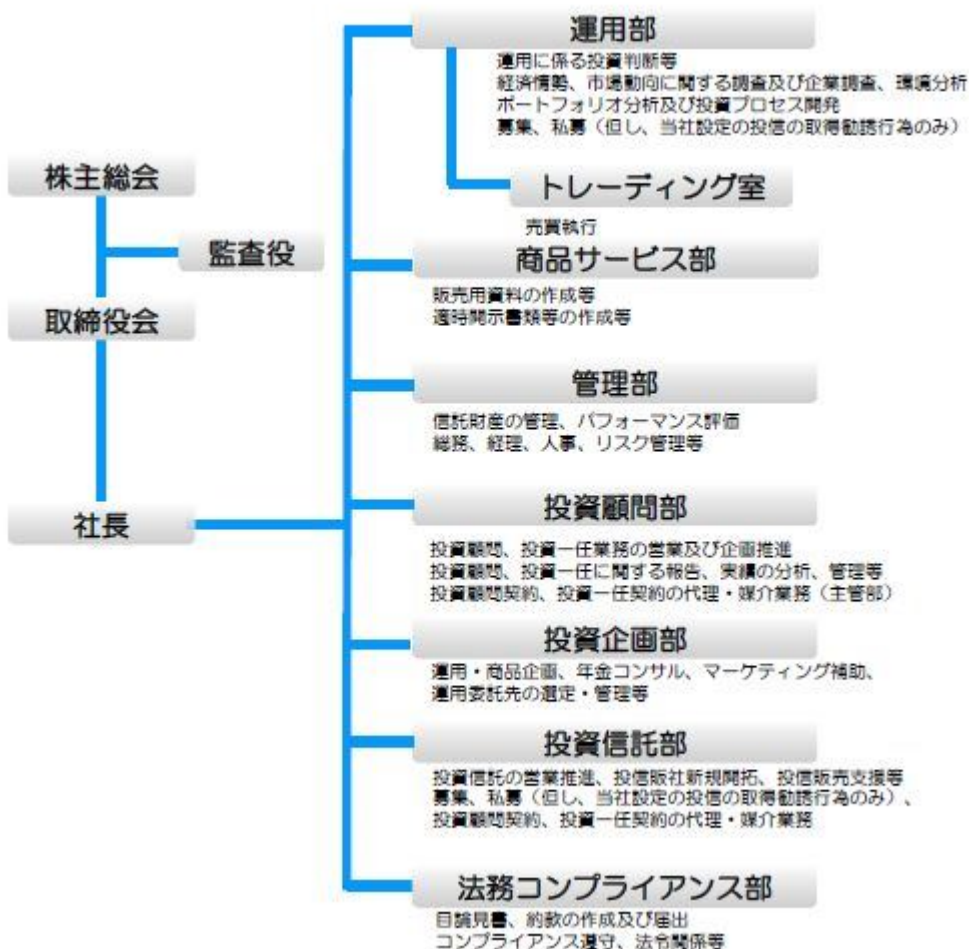 株主総会
監査役
取締役会
社長
運用部
運用に係る投資判断等
経済情勢、市場動向に関する調査及び企業調査、環境分析
ポートフォリオ分析及び投資プロセス開発
募集、私募（但し、当社設定の投信の取得勧誘行為のみ）
トレーディング室
売買執行
商品サービス部
販売用資料の作成等
適時開示書類等の作成等
管理部
信託財産の管理、パフォーマンス評価
総務、経理、人事、リスク管理等
投資顧問部
投資顧問、投資一任業務の営業及び企画推進
投資顧問、投資一任に関する報告、実績の分析、管理等
投資顧問契約、投資一任契約の代理・媒介業務（主管部）
投資企画部
運用・商品企画、年金コンサル、マーケティング補助、
運用委託先の選定・管理等
投資信託部
投資信託の営業推進、投信販社新規開拓、投信販売支援等
募集、私募（但し、当社設定の投信の取得勧誘行為のみ）、
投資顧問契約、投資一任契約の代理・媒介業務
法務コンプライアンス部
目論見書、約款の作成及び届出
コンプライアンス遵守、法令関係等